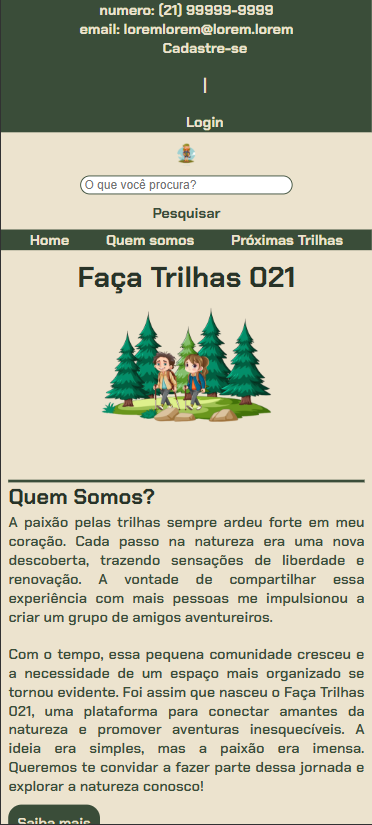 numero: (21) 99999-9999
email: loremlorem@lorem.lorem
Cadastre-se
|
Login
O que você procura?
Pesquisar
Home Quem somos Próximas Trilhas
Faça Trilhas 021
Quem Somos?
A paixão pelas trilhas sempre ardeu forte em meu
coração. Cada passo na natureza era uma nova
descoberta, trazendo sensações de liberdade e
renovação. A vontade de compartilhar essa
experiência com mais pessoas me impulsionou a
criar um grupo de amigos aventureiros.
Com o tempo, essa pequena comunidade cresceu e
a necessidade de um espaço mais organizado se
tornou evidente. Foi assim que nasceu o Faça Trilhas
021, uma plataforma para conectar amantes da
natureza e promover aventuras inesquecíveis. A
ideia era simples, mas a paixão era imensa.
Queremos te convidar a fazer parte dessa jornada e
explorar a natureza conosco!
Saiba mais